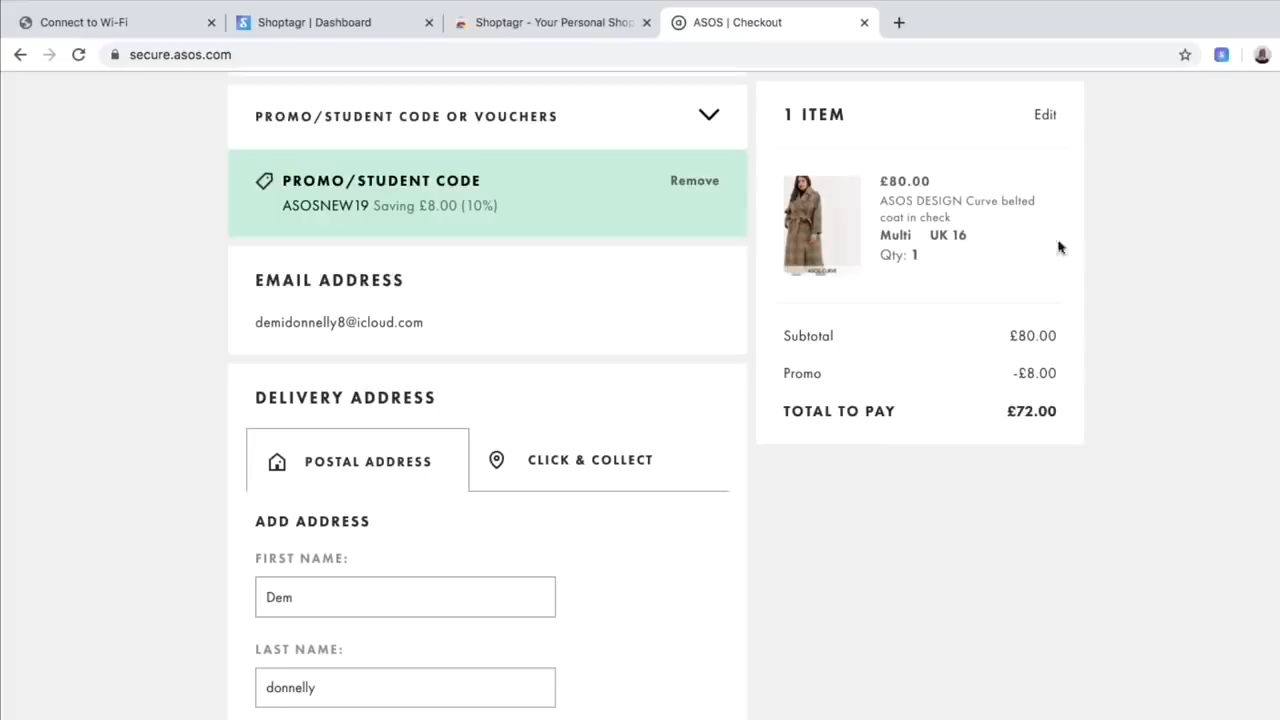 Connect to Wi-Fi
Shoptagr | Dashboard
Shoptagr - Your Personal Shop
ASOS | Checkout
secure.asos.com
PROMO/STUDENT CODE OR VOUCHERS
PROMO/STUDENT CODE
Remove
ASOSNEW19 Saving £8.00 (10%)
EMAIL ADDRESS
demidonnelly8@icloud.com
DELIVERY ADDRESS
POSTAL ADDRESS
CLICK & COLLECT
ADD ADDRESS
FIRST NAME:
Dem
LAST NAME:
donnelly
1 ITEM
Edit
£80.00
ASOS DESIGN Curve belted
coat in check
Multi UK 16
Qty: 1
ASOS CURVE
Subtotal £80.00
Promo -£8.00
TOTAL TO PAY £72.00